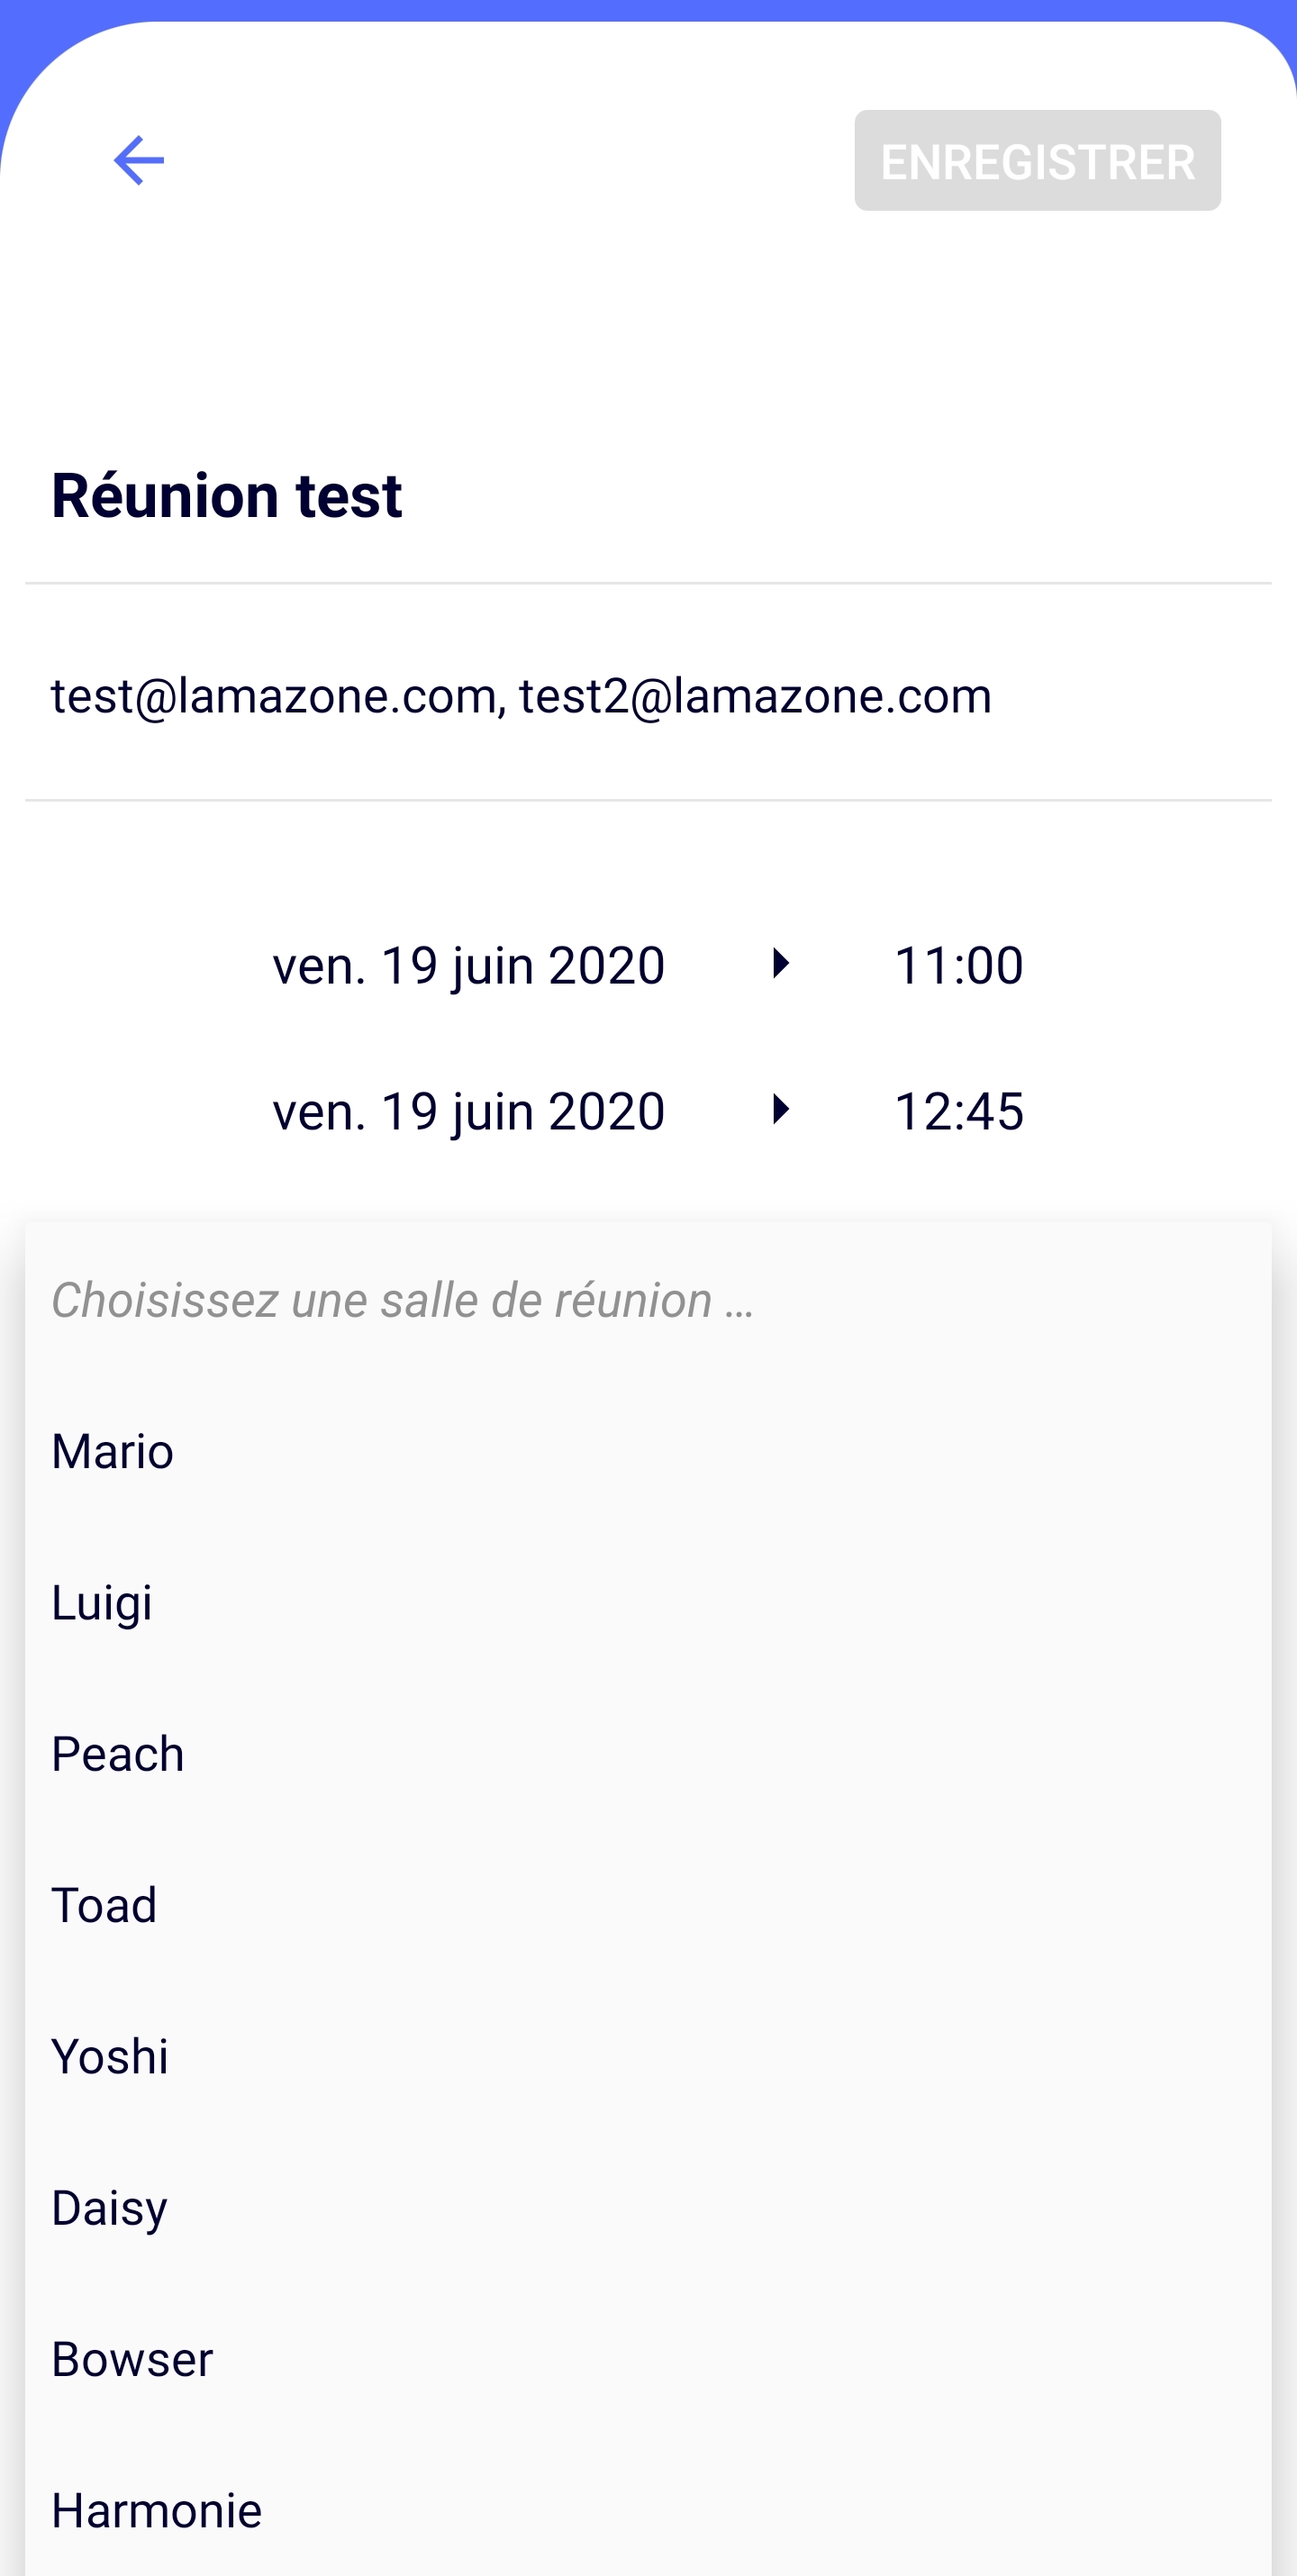 ENREGISTRER
Réunion test
test@lamazone.com, test2@lamazone.com
ven. 19 juin 2020 11:00
ven. 19 juin 2020 12:45
Choisissez une salle de réunion ...
Mario
Luigi
Peach
Toad
Yoshi
Daisy
Bowser
Harmonie